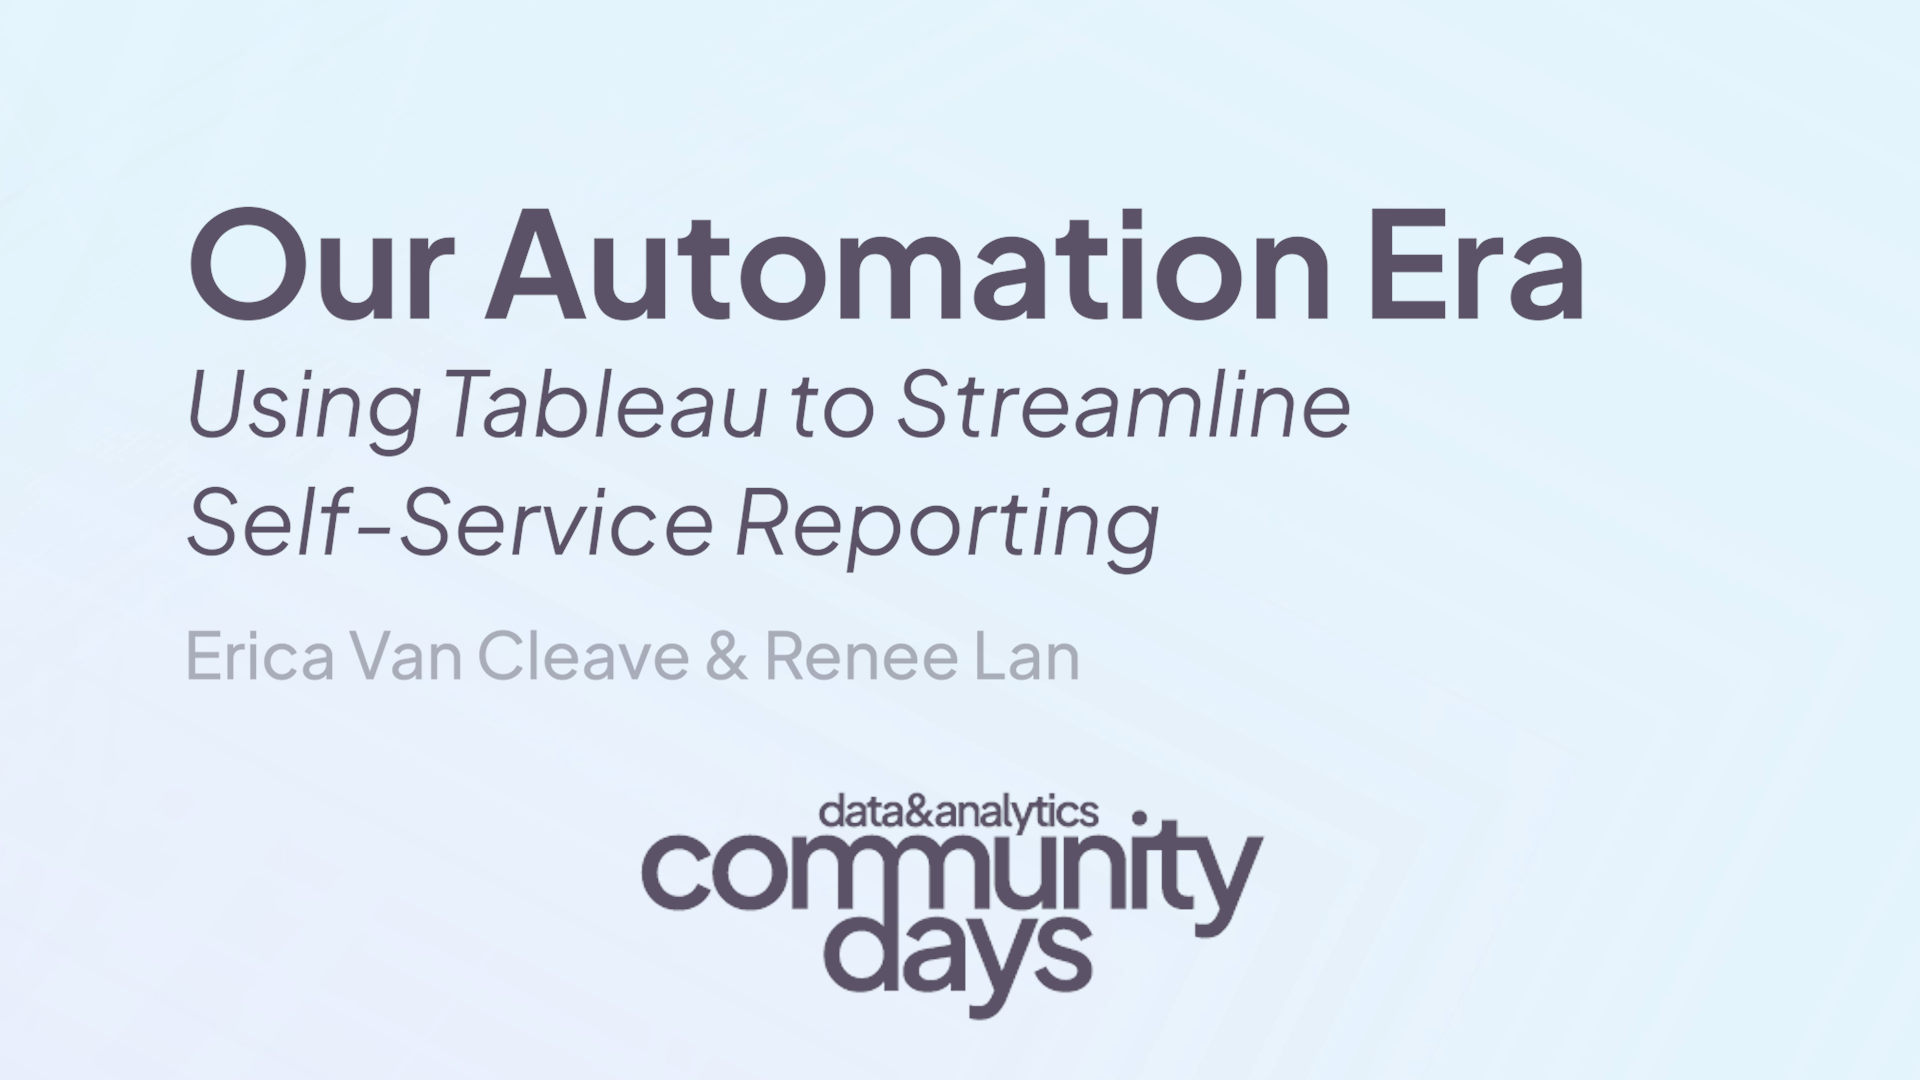 Our Automation Era
Using Tableau to Streamline
Self-Service Reporting
Erica Van Cleave & Renee Lan
data&analytics
community
days